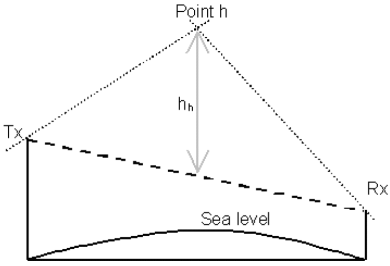 Point h
Tx
hh
Rx
Sea level